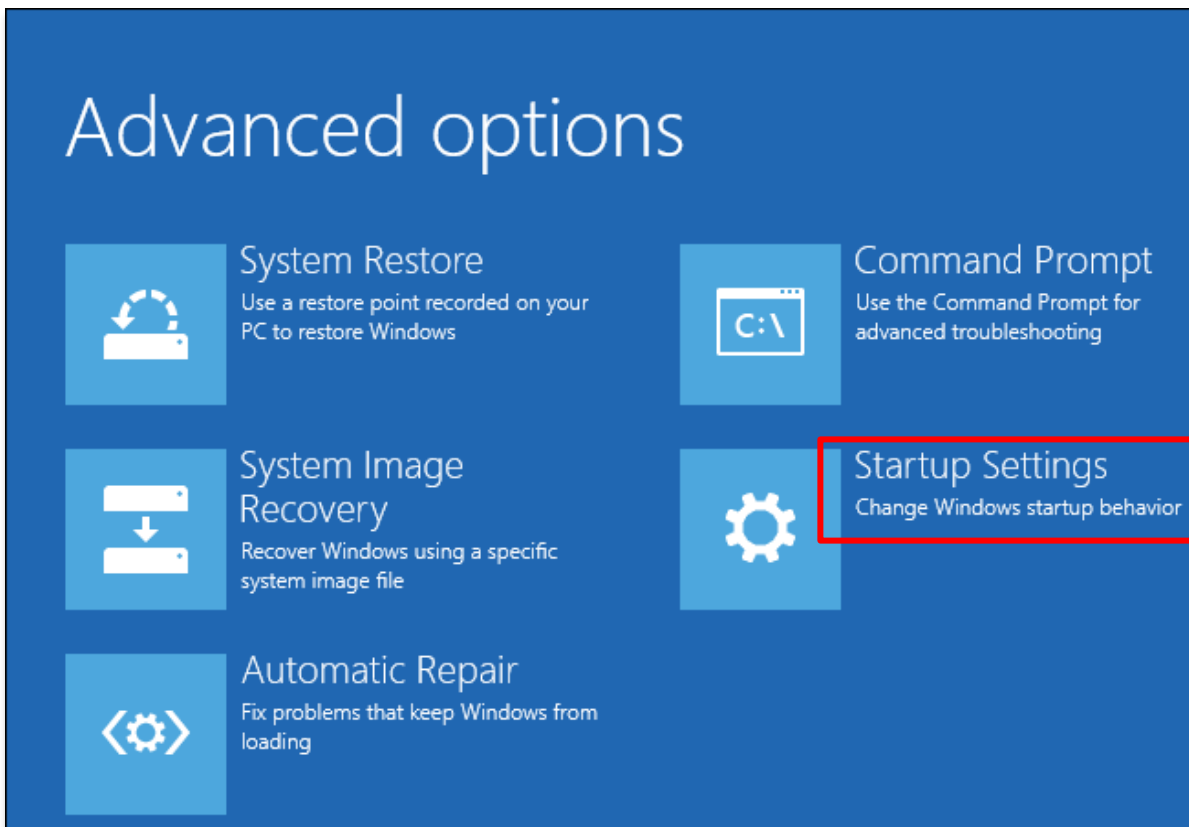 Advanced options
System Restore
Use a restore point recorded on your
PC to restore Windows
Command Prompt
Use the Command Prompt for
advanced troubleshooting
C:\
System Image
Recovery
Recover Windows using a specific
system image file
Startup Settings
Change Windows startup behavior
Automatic Repair
Fix problems that keep Windows from
loading